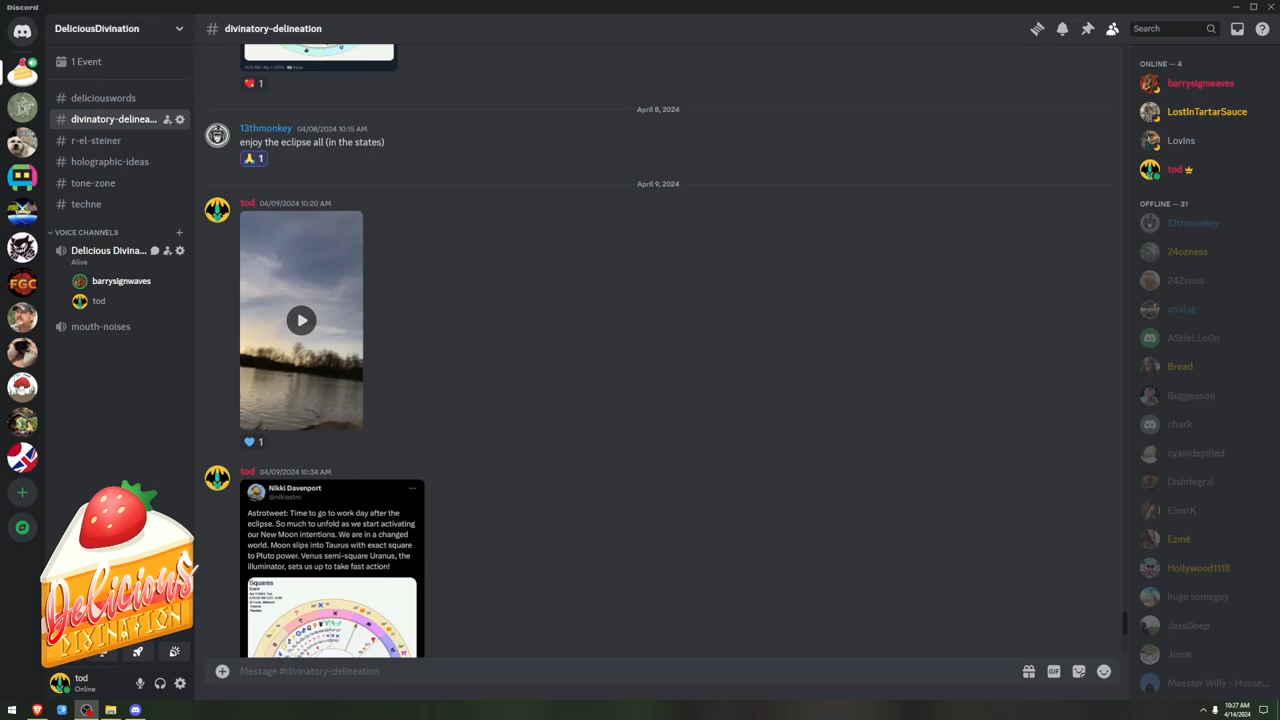 Discord
DeliciousDivination
divinatory-delineation
Search
1 Event
deliciouswords
divinatory-delinea...
r-el-steiner
holographic-ideas
tone-zone
techne
VOICE CHANNELS
Delicious Divina...
Alive
barrysignwaves
tod
mouth-noises
1
April 8, 2024
13thmonkey 04/08/2024 10:15 AM
enjoy the eclipse all (in the states)
1
April 9, 2024
tod 04/09/2024 10:20 AM
1
tod 04/09/2024 10:34 AM
Nikki Davenport
@nikiastro
Astrotweet: Time to go to work day after the
eclipse. So much to unfold as we start activating
our New Moon intentions. We are in a changed
world. Moon slips into Taurus with exact square
to Pluto power. Venus semi-square Uranus, the
illuminator, sets us up to take fast action!
Squares
Event
Message #divinatory-delineation
GIF
ONLINE — 4
barrysignwaves
LostInTartarSauce
Lovins
tod
OFFLINE — 31
13thmonkey
24ozness
24Zenus
analog
ASHeLLo0o
Bread
Buggeanon
chark
cyanidepilled
Disintegral
EinarK
Ezmè
Hollywood1118
hugo someguy
JessDeep
Jesse
Maester Willy - House...
FGC
Delicious
DIVINATION
tod
Online
10:27 AM
4/14/2024